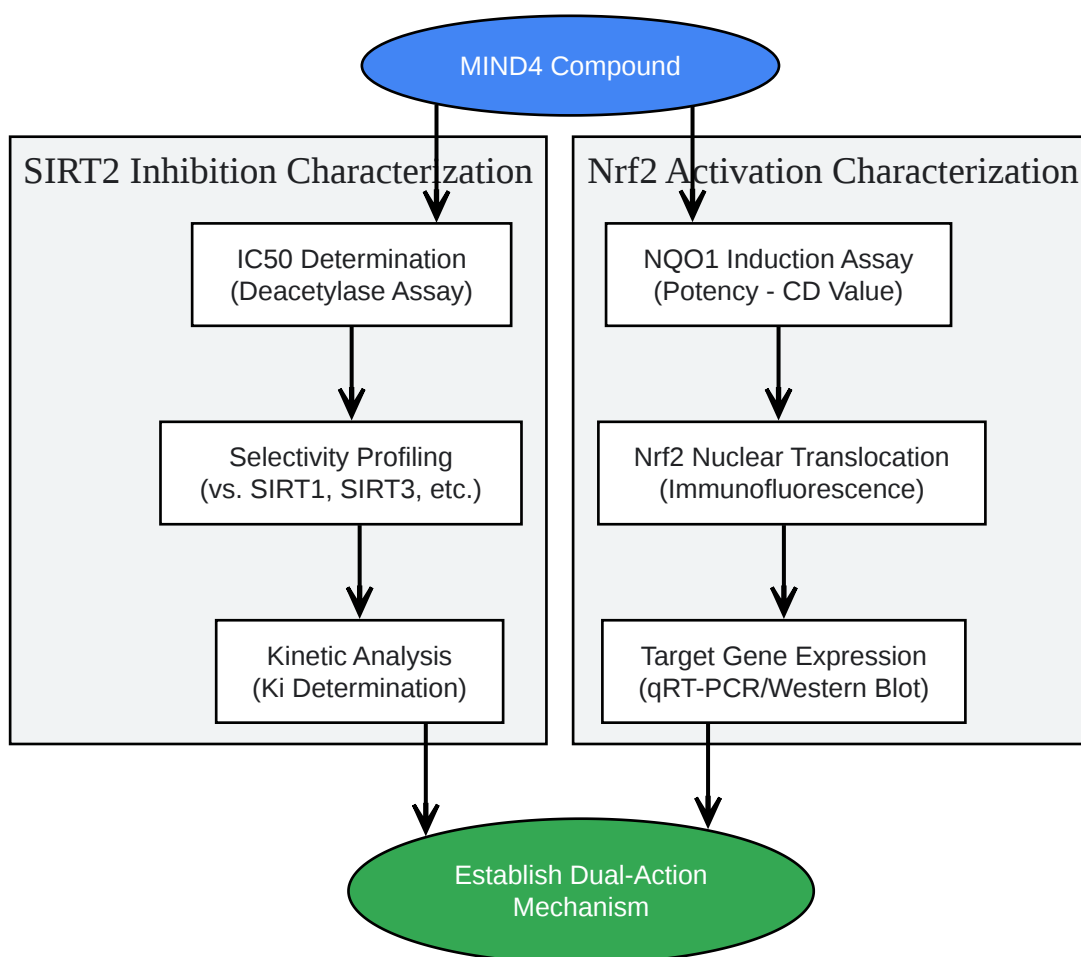 MIND4 Compound
SIRT2 Inhibition Characterization
Nrf2 Activation Characterization
IC50 Determination
(Deacetylase Assay)
NQO1 Induction Assay
(Potency - CD Value)
Selectivity Profiling
(vs. SIRT1, SIRT3, etc.)
Nrf2 Nuclear Translocation
(Immunofluorescence)
Kinetic Analysis
(Ki Determination)
Target Gene Expression
(qRT-PCR/Western Blot)
Establish Dual-Action
Mechanism